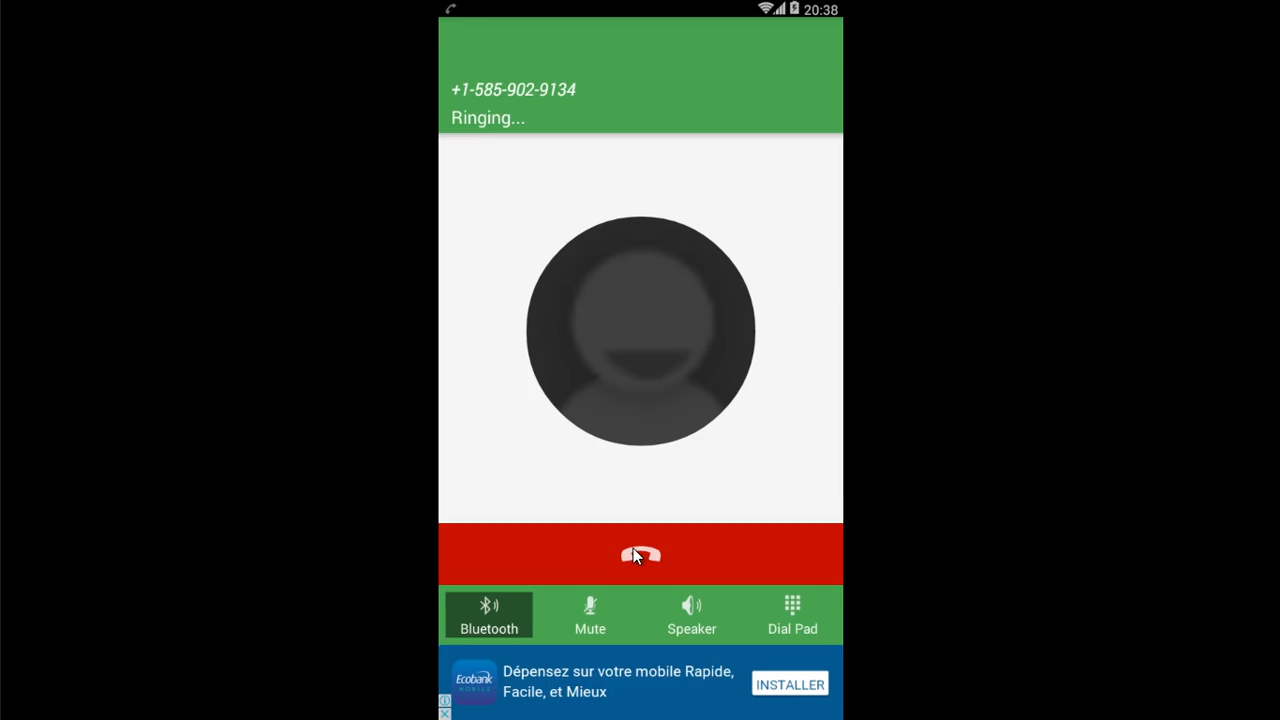 20:38
+1-585-902-9134
Ringing...
Bluetooth
Mute
Speaker
Dial Pad
Ecobank
MOBILE
Dépensez sur votre mobile Rapide,
Facile, et Mieux
INSTALLER